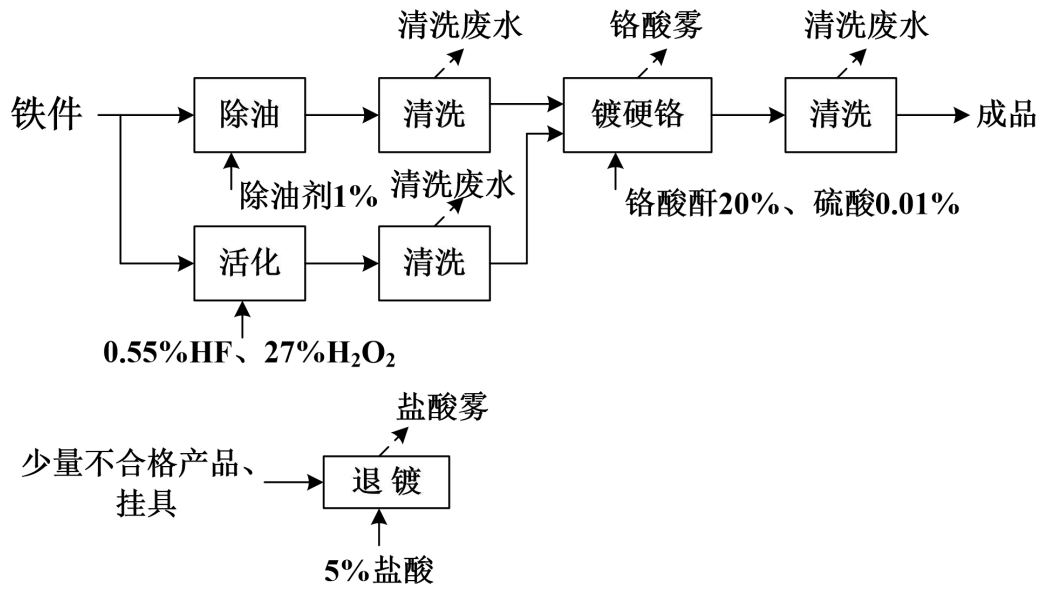 清洗废水
铬酸雾
清洗废水
铁件
除油
清洗
镀硬铬
清洗
成品
除油剂1%
清洗废水
铬酸酐20%、硫酸0.01%
活化
清洗
0.55%HF、27%H₂O₂
盐酸雾
少量不合格产品、
挂具
退 镀
5%盐酸